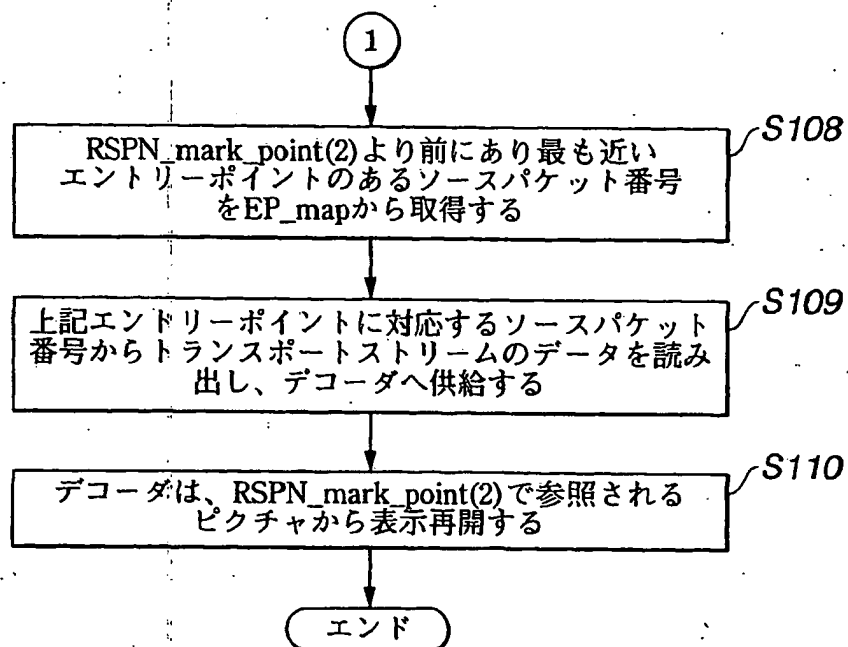 1
S108
RSPN_mark_point(2)より前にあり最も近い
エントリーポイントのあるソースパケット番号
をEP_mapから取得する
S109
上記エントリーポイントに対応するソースパケット
番号からトランスポートストリームのデータを読み
出し、デコーダへ供給する
S110
デコーダは、RSPN_mark_point(2)で参照される
ピクチャから表示再開する
エンド